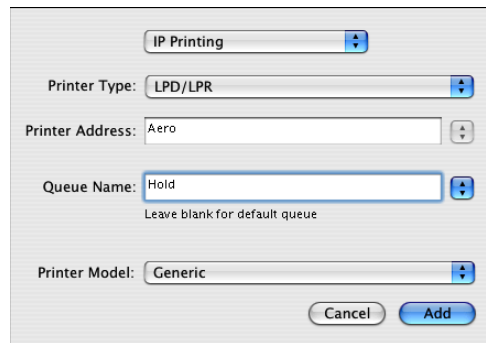 IP Printing
Printer Type: LPD/LPR
Printer Address: Aero
Queue Name: Hold
Leave blank for default queue
Printer Model: Generic
Cancel Add